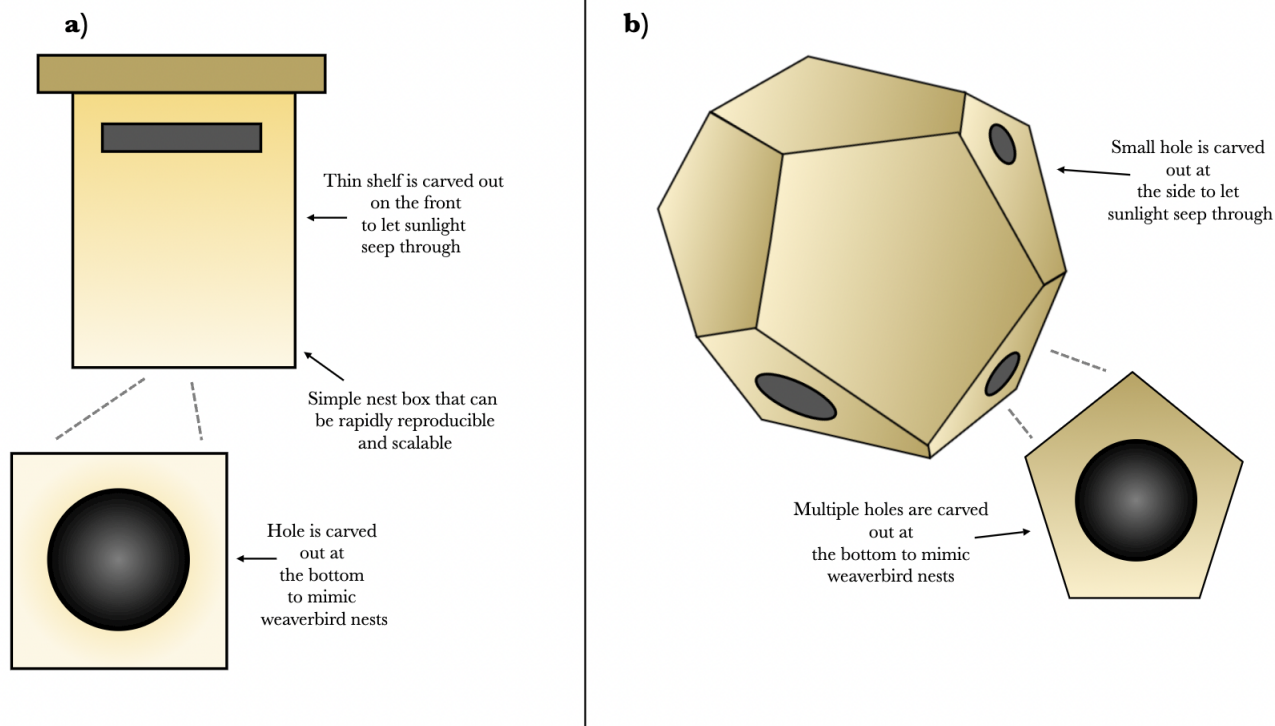 a)
Thin shelf is carved out
on the front
to let sunlight
seep through
Simple nest box that can
be rapidly reproducible
and scalable
Hole is carved
out at
the bottom
to mimic
weaverbird nests
b)
Small hole is carved
out at
the side to let
sunlight seep through
Multiple holes are carved
out at
the bottom to mimic
weaverbird nests